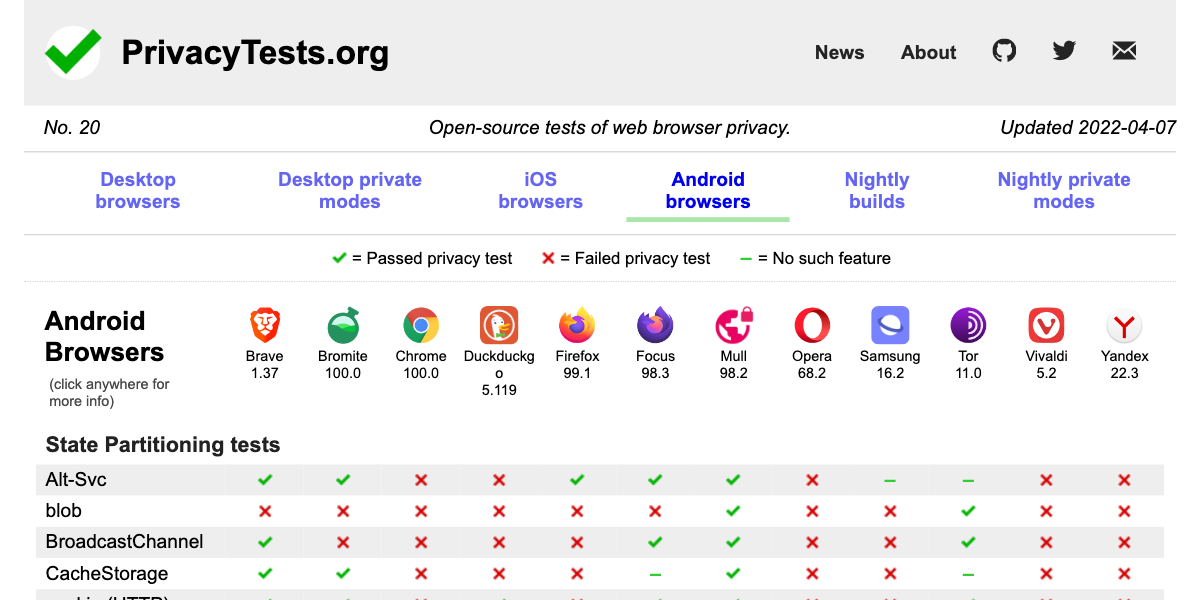 PrivacyTests.org
News About
No. 20 Open-source tests of web browser privacy. Updated 2022-04-07
Desktop browsers Desktop private modes iOS browsers Android browsers Nightly builds Nightly private modes
= Passed privacy test = Failed privacy test = No such feature
Android Browsers
(click anywhere for more info)
Brave 1.37
Bromite 100.0
Chrome 100.0
Duckduckgo 5.119
Firefox 99.1
Focus 98.3
Mull 98.2
Opera 68.2
Samsung 16.2
Tor 11.0
Vivaldi 5.2
Yandex 22.3
State Partitioning tests
Alt-Svc
blob
BroadcastChannel
CacheStorage